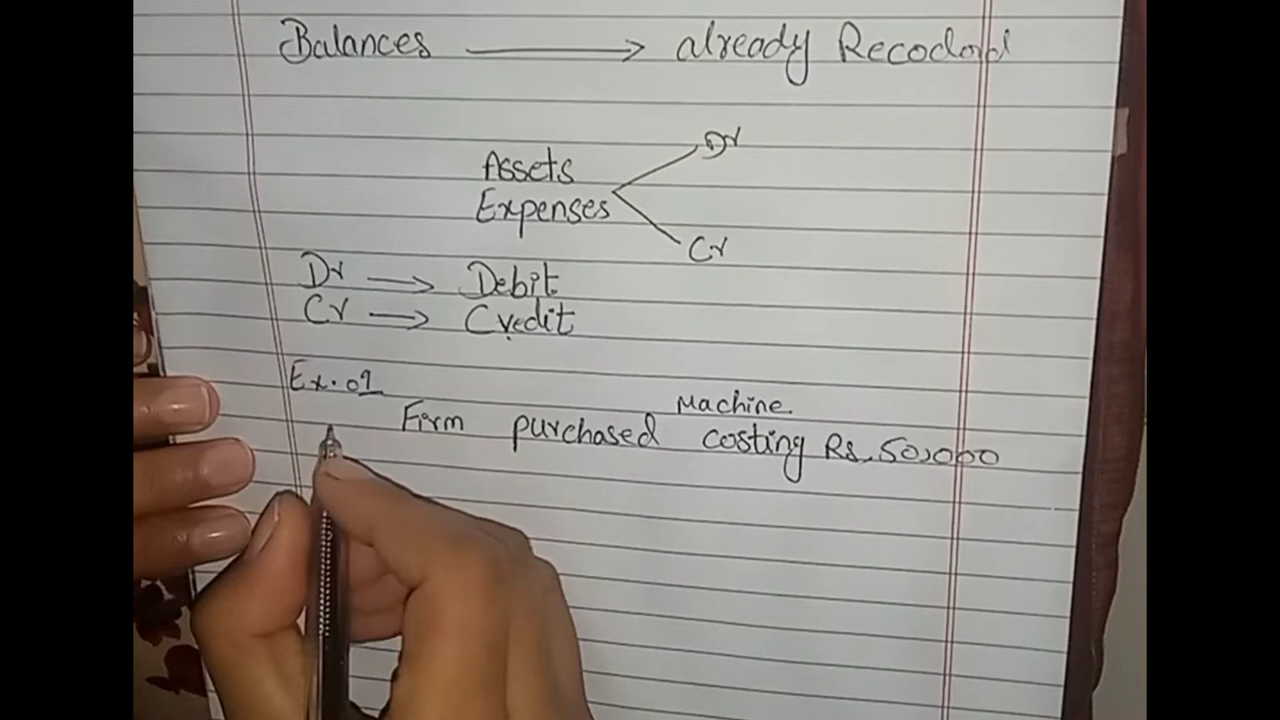 Balances → already Recoded
Dr
Assets
Expenses
Cr
Dr → Debit
Cr → Credit
Ex.01
Machine.
Firm purchased costing Rs.50,000